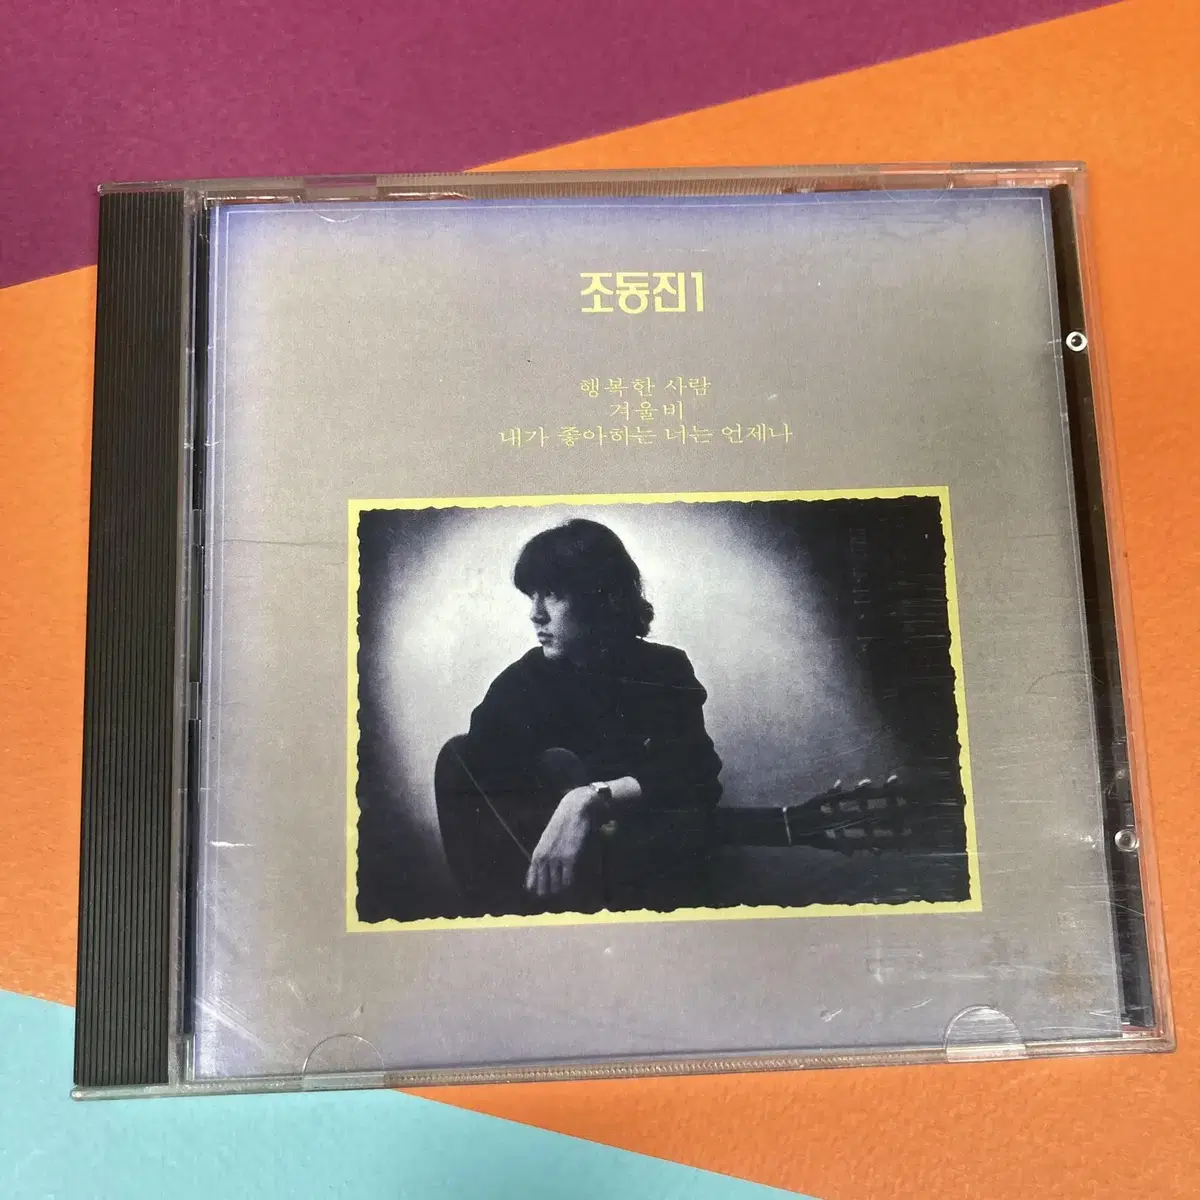 조동진1
행복한 사람
겨울비
내가 좋아하는 너는 언제나